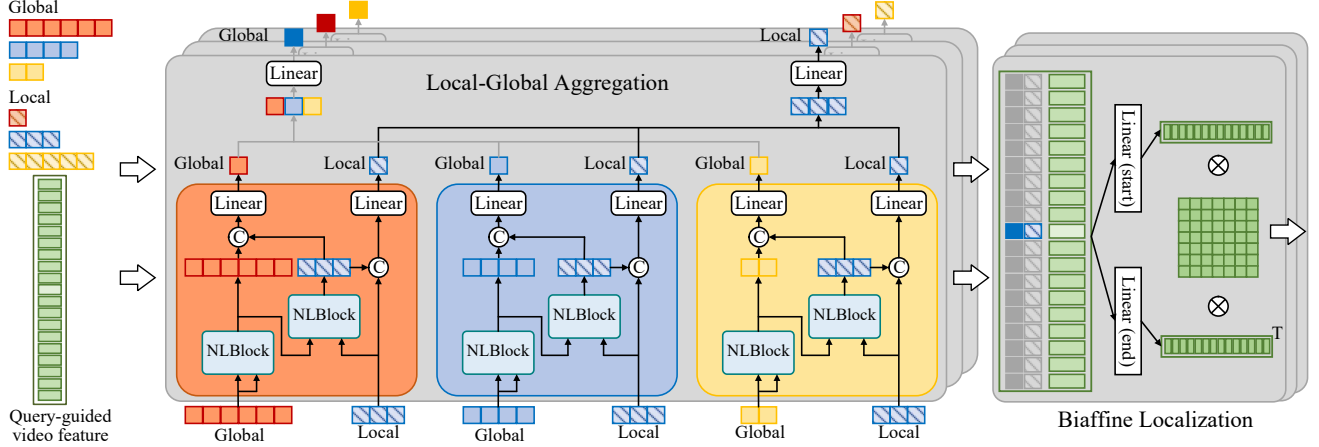 Global
Local
Query-guided
video feature
Global
Local
Linear
Local-Global Aggregation
Linear
Global
Local
Global
Local
Global
Local
Linear
Linear
Linear
Linear
Linear
Linear
C
C
C
C
C
C
NLBlock
NLBlock
NLBlock
NLBlock
NLBlock
NLBlock
Global
Local
Global
Local
Global
Local
Linear (start)
Linear (end)
T
Biaffine Localization